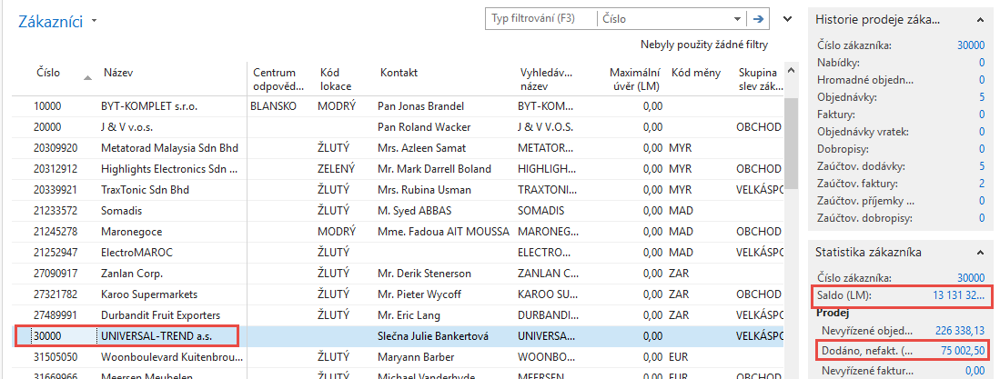 Zákazníci
Typ filtrování (F3) Číslo
Nebyly použity žádné filtry
Číslo Název Centrum odpověd... Kód lokace Kontakt Vyhledáv... název Maximální úvěr (LM) Kód měny Skupina slev zák...
10000 BYT-KOMPLET s.r.o. BLANSKO MODRÝ Pan Jonas Brandel BYT-KOM... 0,00
20000 J & V v.o.s. Pan Roland Wacker J & V V.O.S. 0,00 OBCHOD
20309920 Metatorad Malaysia Sdn Bhd ŽLUTÝ Mrs. Azleen Samat METATOR... 0,00 MYR
20312912 Highlights Electronics Sdn ... ZELENÝ Mr. Mark Darrell Boland HIGHLIGH... 0,00 MYR OBCHOD
20339921 TraxTonic Sdn Bhd ŽLUTÝ Mrs. Rubina Usman TRAXTONI... 0,00 MYR VELKÁSPO
21233572 Somadis ŽLUTÝ M. Syed ABBAS SOMADIS 0,00 MAD
21245278 Maronegoce MODRÝ Mme. Fadoua AIT MOUSSA MARONEG... 0,00 MAD OBCHOD
21252947 ElectroMAROC ŽLUTÝ ELECTRO... 0,00 MAD VELKÁSPO
27090917 Zanlan Corp. ŽLUTÝ Mr. Derik Stenerson ZANLAN C... 0,00 ZAR
27321782 Karoo Supermarkets ŽLUTÝ Mr. Pieter Wycoff KAROO SU... 0,00 ZAR OBCHOD
27489991 Durbandit Fruit Exporters ŽLUTÝ Mr. Eric Lang DURBANDI... 0,00 ZAR OBCHOD
30000 UNIVERSAL-TREND a.s. Slečna Julie Bankertová UNIVERSA... 0,00 VELKÁSPO
31505050 Woonboulevard Kuitenbrou... ŽLUTÝ Maryann Barber WOONBO... 0,00 EUR
31669966 Meersen Meubelen ŽLUTÝ Michael Vanderhyde MEERSEN 0,00 EUR OBCHOD
Historie prodeje záka...
Číslo zákazníka: 30000
Nabídky: 0
Hromadné objedn... 0
Objednávky: 5
Faktury: 0
Objednávky vratek: 0
Dobropisy: 0
Zaúčtov. dodávky: 5
Zaúčtov. faktury: 2
Zaúčtov. příjemky ... 0
Zaúčtov. dobropisy: 0
Statistika zákazníka
Číslo zákazníka: 30000
Saldo (LM): 13 131 32...
Prodej
Nevyřízené objed... 226 338,13
Dodáno, nefakt. (... 75 002,50
Nevyřízené faktur... 0,00